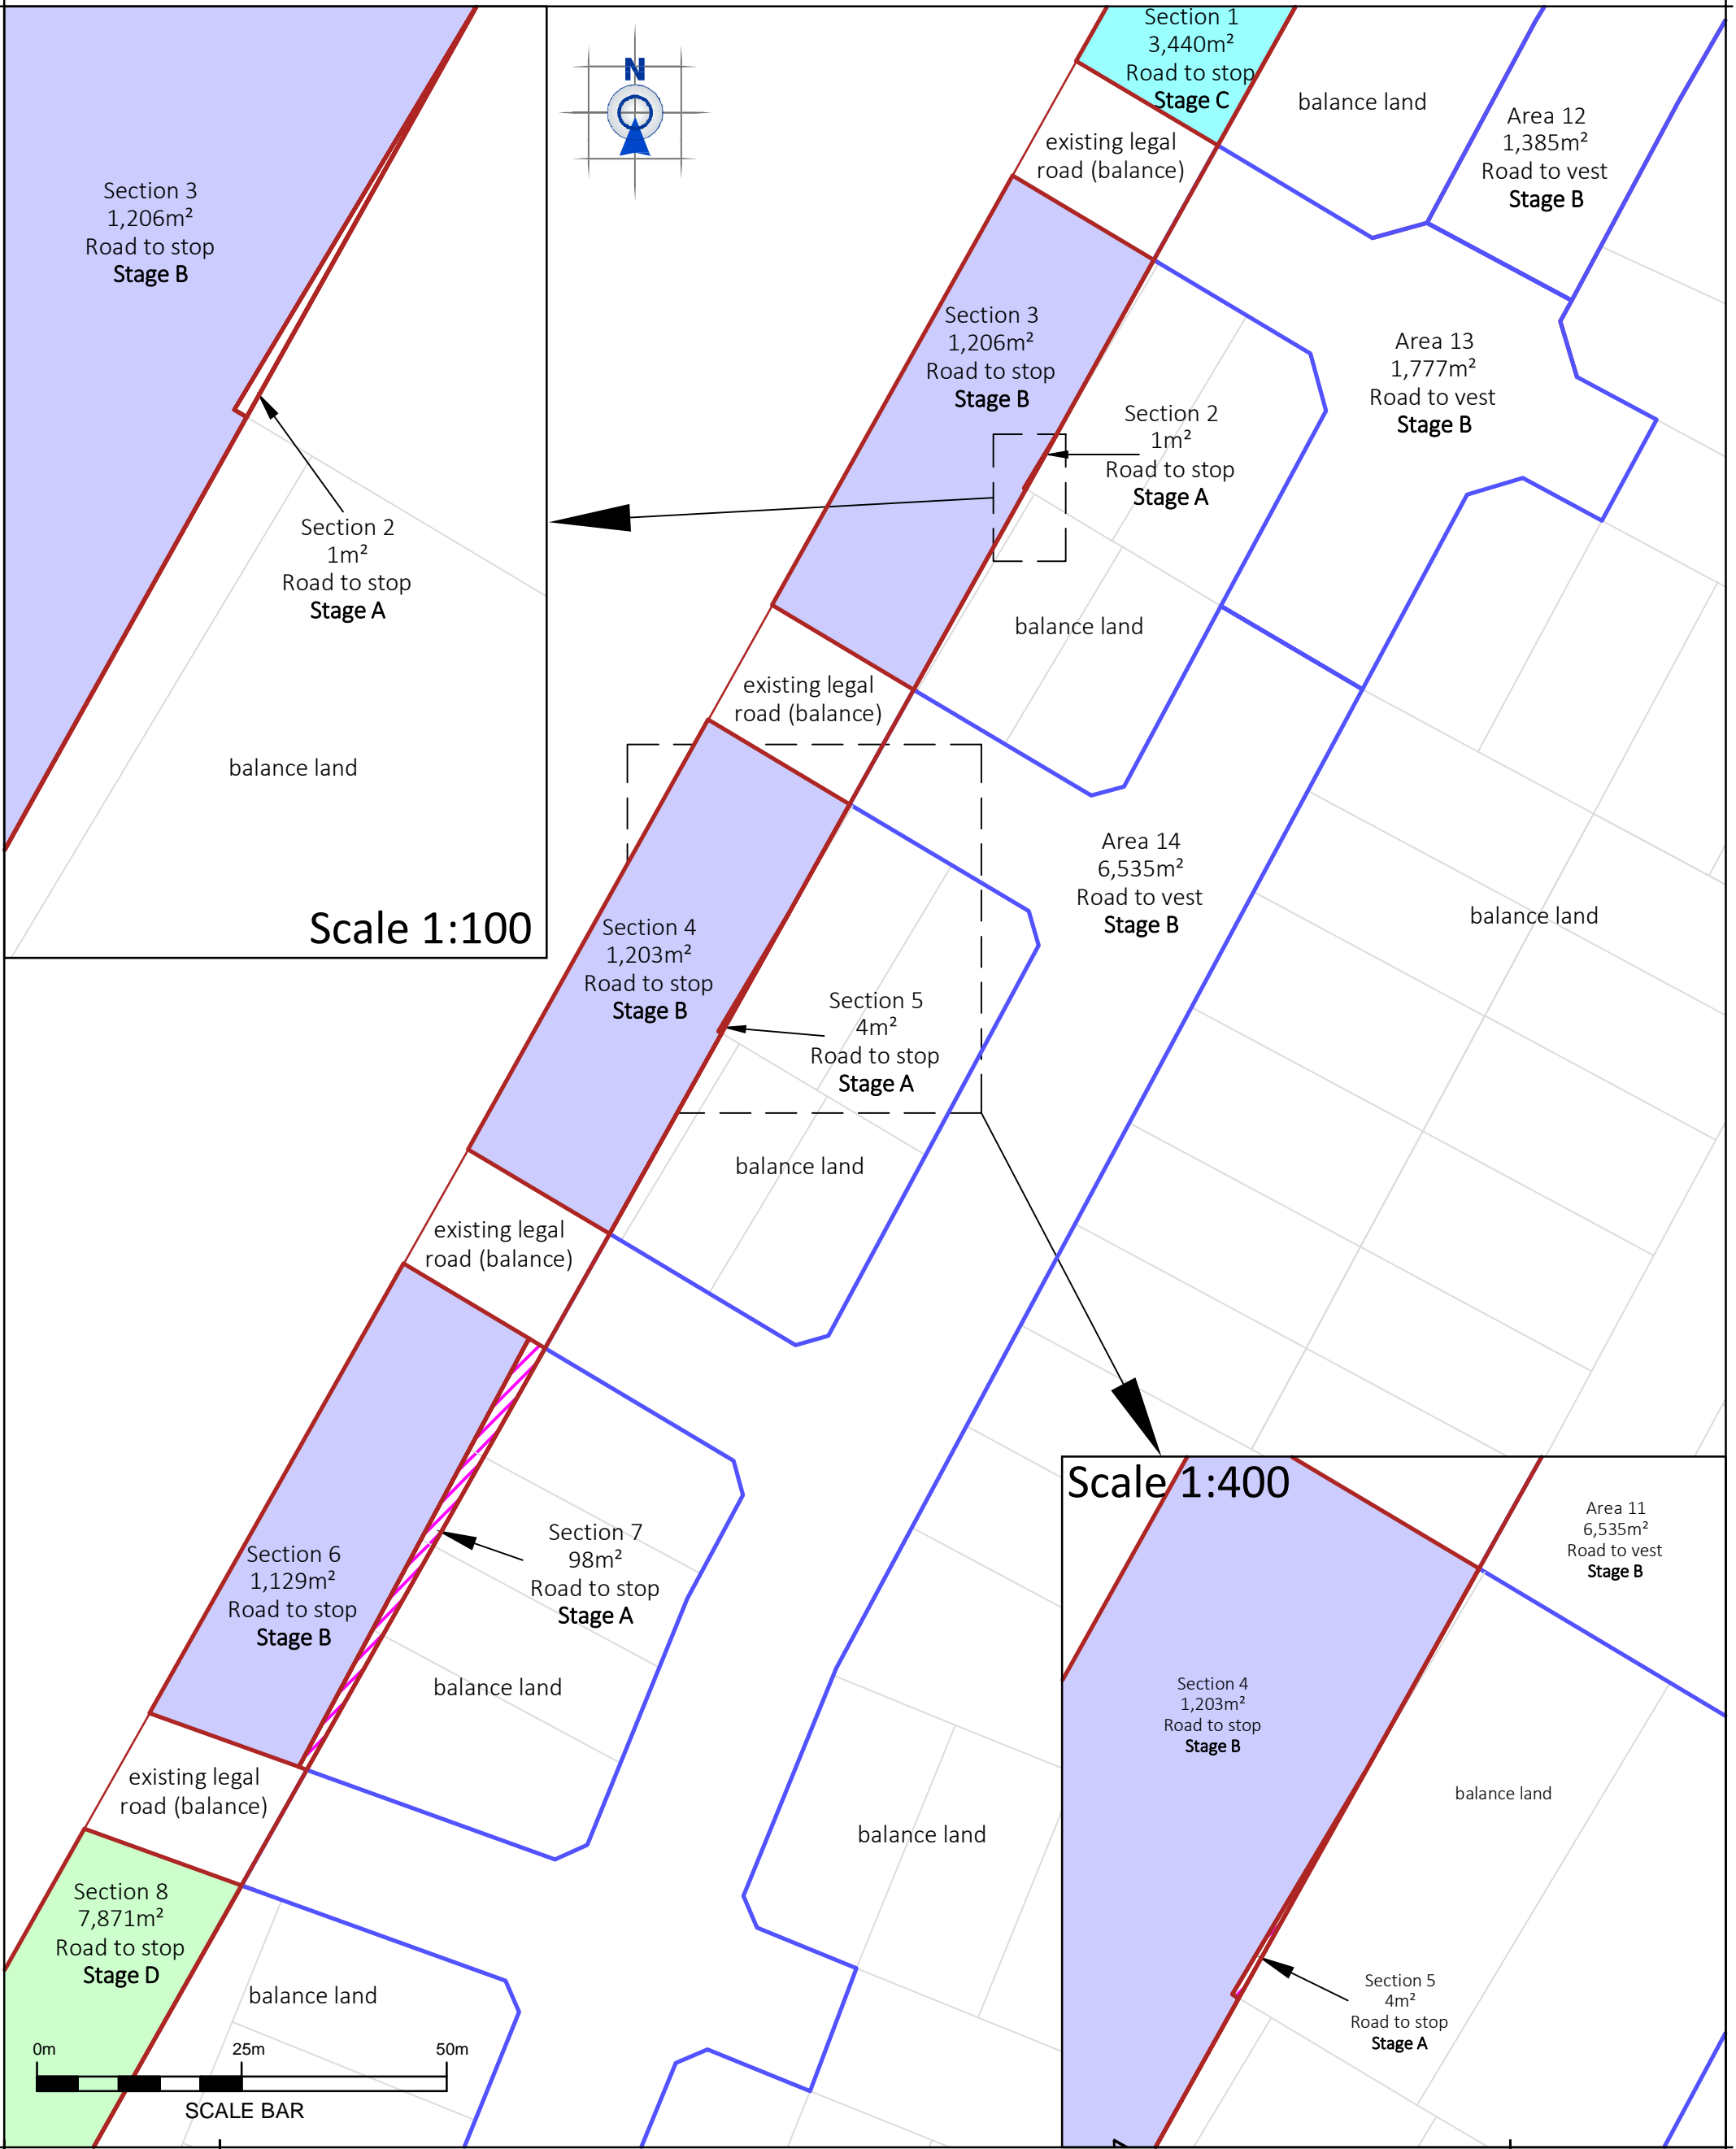 Section 3
1,206m²
Road to stop
Stage B
Section 2
1m²
Road to stop
Stage A
balance land
Scale 1:100
N
Section 1
3,440m²
Road to stop
Stage C
balance land
Area 12
1,385m²
Road to vest
Stage B
existing legal
road (balance)
Section 3
1,206m²
Road to stop
Stage B
Area 13
1,777m²
Road to vest
Stage B
Section 2
1m²
Road to stop
Stage A
balance land
existing legal
road (balance)
Area 14
6,535m²
Road to vest
Stage B
balance land
Section 4
1,203m²
Road to stop
Stage B
Section 5
4m²
Road to stop
Stage A
balance land
existing legal
road (balance)
Section 6
1,129m²
Road to stop
Stage B
Section 7
98m²
Road to stop
Stage A
balance land
existing legal
road (balance)
balance land
Section 8
7,871m²
Road to stop
Stage D
balance land
0m 25m 50m
SCALE BAR
Scale 1:400
Area 11
6,535m²
Road to vest
Stage B
Section 4
1,203m²
Road to stop
Stage B
balance land
Section 5
4m²
Road to stop
Stage A